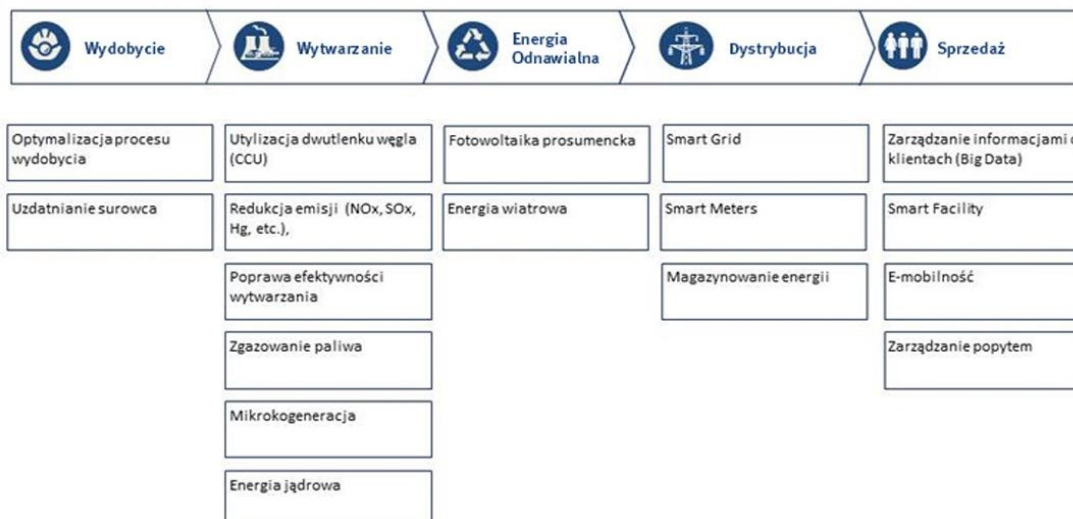 Wydobycie
Wytwarzanie
Energia
Odnawialna
Dystrybucja
Sprzedaż
Optymalizacja procesu
wydobycia
Uzdatnianie surowca
Utylizacja dwutlenku węgla
(CCU)
Redukcja emisji (NOx, SOx,
Hg, etc.),
Poprawa efektywności
wytwarzania
Zgazowanie paliwa
Mikrokogeneracja
Energia jądrowa
Fotowoltaika prosumencka
Energia wiatrowa
Smart Grid
Smart Meters
Magazynowanie energii
Zarządzanie informacjami
klientach (Big Data)
Smart Facility
E-mobilność
Zarządzanie popytem